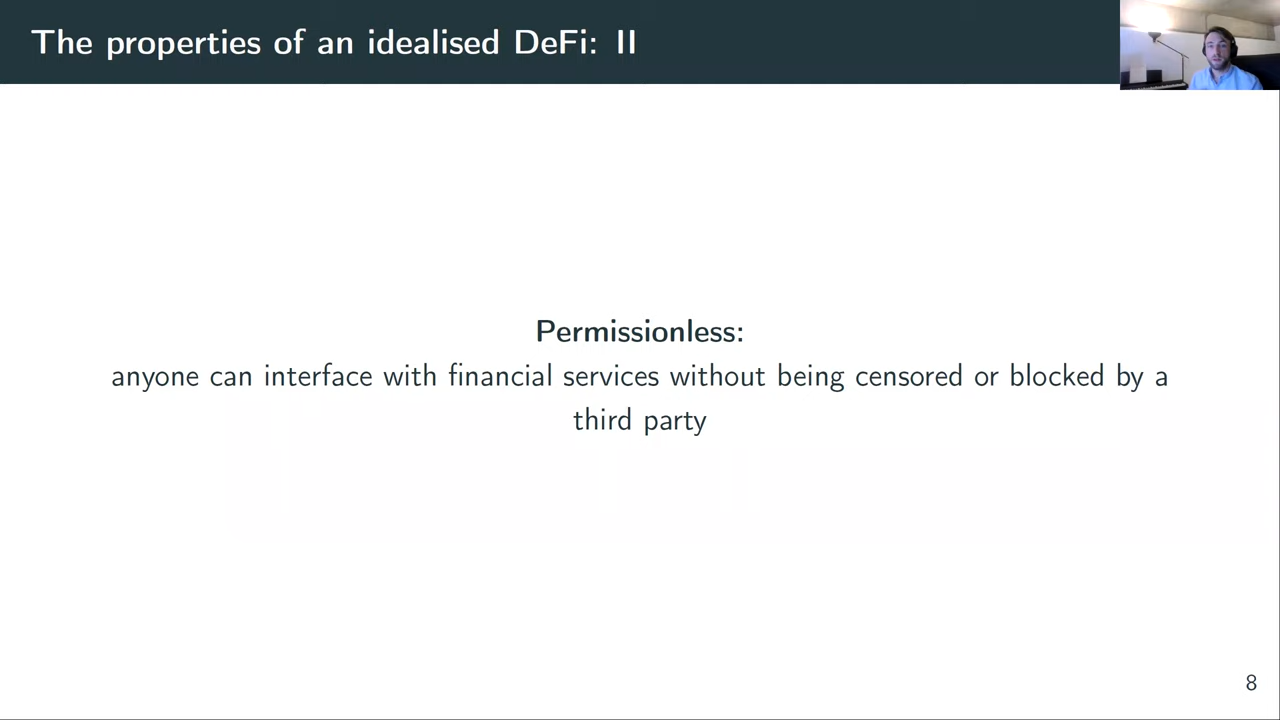 The properties of an idealised DeFi: II
Permissionless:
anyone can interface with financial services without being censored or blocked by a
third party
8